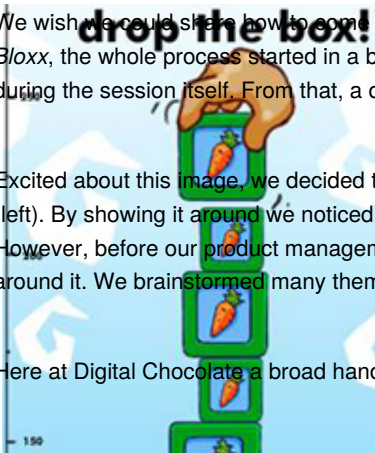 drop the box!
We wish we could share how to
Bloxx, the whole process started in a b
during the session itself. From that, a
Excited about this image, we decided t
left). By showing it around we noticed
However, before our product managem
200
around it. We brainstormed many them
Here at Digital Chocolate a broad hand
150